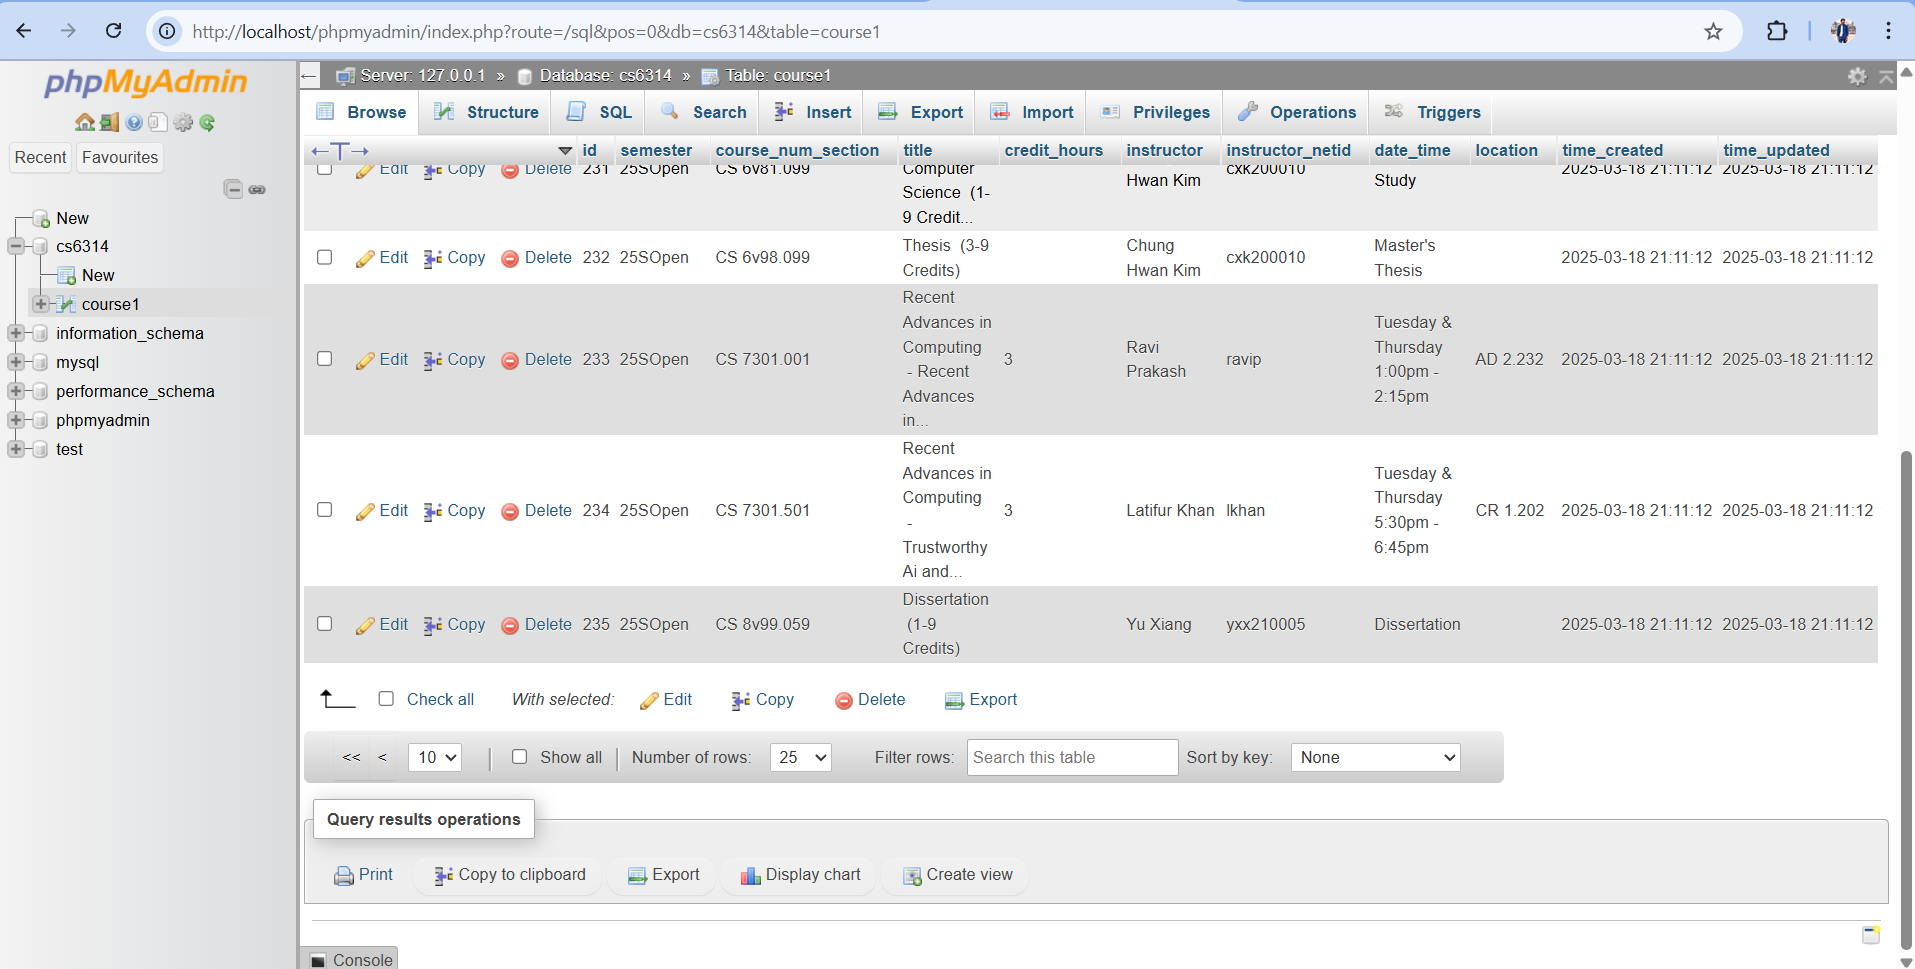 http://localhost/phpmyadmin/index.php?route=/sql&pos=0&db=cs6314&table=course1
phpMyAdmin
Recent
Favourites
New
cs6314
New
course1
information_schema
mysql
performance_schema
phpmyadmin
test
Server: 127.0.0.1 » Database: cs6314 » Table: course1
Browse Structure SQL Search Insert Export Import Privileges Operations Triggers
←T→ id semester course_num_section title credit_hours instructor instructor_netid date_time location time_created time_updated
Edit Copy Delete 231 25SOpen CS 6v81.099
Computer
Science (1-
9 Credit...
Hwan Kim
cxk200010
Study
2025-03-18 21:11:12 2025-03-18 21:11:12
Edit Copy Delete 232 25SOpen CS 6v98.099
Thesis (3-9
Credits)
Chung
Hwan Kim
cxk200010
Master's
Thesis
2025-03-18 21:11:12 2025-03-18 21:11:12
Edit Copy Delete 233 25SOpen CS 7301.001
Recent
Advances in
Computing
- Recent
Advances
in...
3
Ravi
Prakash
ravip
Tuesday &
Thursday
1:00pm -
2:15pm
AD 2.232
2025-03-18 21:11:12 2025-03-18 21:11:12
Edit Copy Delete 234 25SOpen CS 7301.501
Recent
Advances in
Computing
-
Trustworthy
Ai and...
3
Latifur Khan
lkhan
Tuesday &
Thursday
5:30pm -
6:45pm
CR 1.202
2025-03-18 21:11:12 2025-03-18 21:11:12
Edit Copy Delete 235 25SOpen CS 8v99.059
Dissertation
(1-9
Credits)
Yu Xiang
yxx210005
Dissertation
2025-03-18 21:11:12 2025-03-18 21:11:12
Check all With selected: Edit Copy Delete Export
<< < 10 Show all Number of rows: 25 Filter rows: Search this table Sort by key: None
Query results operations
Print Copy to clipboard Export Display chart Create view
Console